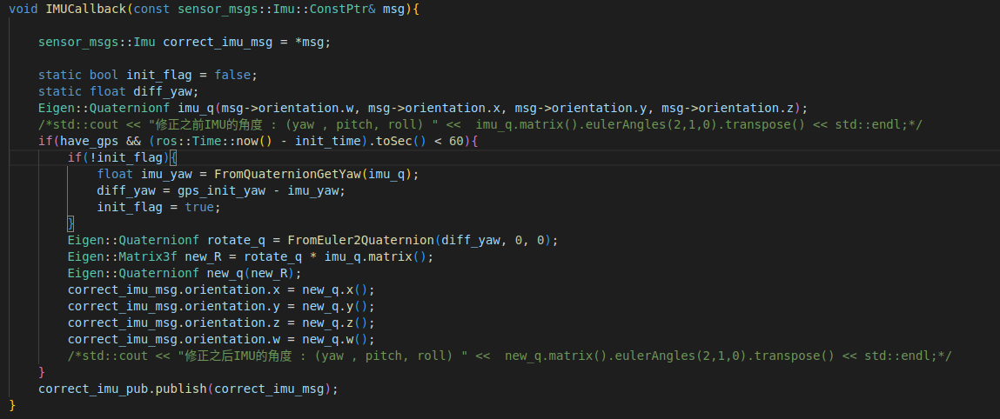 void IMUCallback(const sensor_msgs::Imu::ConstPtr& msg){
sensor_msgs::Imu correct_imu_msg = *msg;
static bool init_flag = false;
static float diff_yaw;
Eigen::Quaternionf imu_q(msg->orientation.w, msg->orientation.x, msg->orientation.y, msg->orientation.z);
/*std::cout << "修正之前IMU的角度 : (yaw , pitch, roll) " <<  imu_q.matrix().eulerAngles(2,1,0).transpose() << std::endl;*/
if(have_gps && (ros::Time::now() - init_time).toSec() < 60){
if(!init_flag){
float imu_yaw = FromQuaternionGetYaw(imu_q);
diff_yaw = gps_init_yaw - imu_yaw;
init_flag = true;
}
Eigen::Quaternionf rotate_q = FromEuler2Quaternion(diff_yaw, 0, 0);
Eigen::Matrix3f new_R = rotate_q * imu_q.matrix();
Eigen::Quaternionf new_q(new_R);
correct_imu_msg.orientation.x = new_q.x();
correct_imu_msg.orientation.y = new_q.y();
correct_imu_msg.orientation.z = new_q.z();
correct_imu_msg.orientation.w = new_q.w();
/*std::cout << "修正之后IMU的角度 : (yaw , pitch, roll) " <<  new_q.matrix().eulerAngles(2,1,0).transpose() << std::endl;*/
}
correct_imu_pub.publish(correct_imu_msg);
}